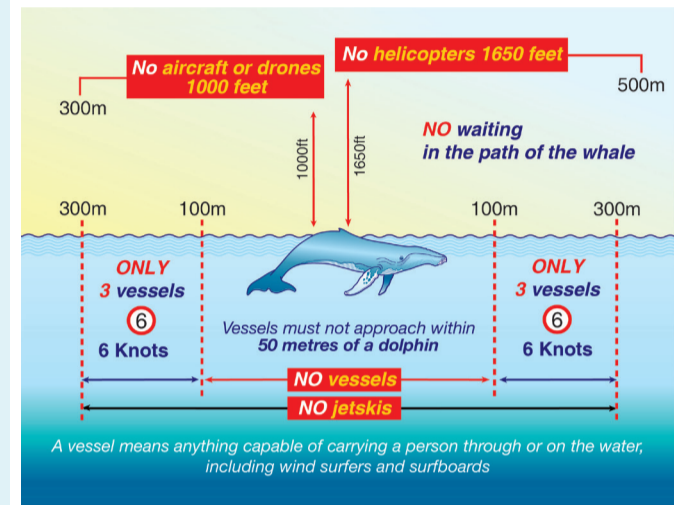 No aircraft or drones
1000 feet
No helicopters 1650 feet
300m
500m
1000ft
1650ft
NO waiting
in the path of the whale
300m
100m
100m
300m
ONLY
3 vessels
6
6 Knots
Vessels must not approach within
50 metres of a dolphin
ONLY
3 vessels
6
6 Knots
NO vessels
NO jetskis
A vessel means anything capable of carrying a person through or on the water,
including wind surfers and surfboards